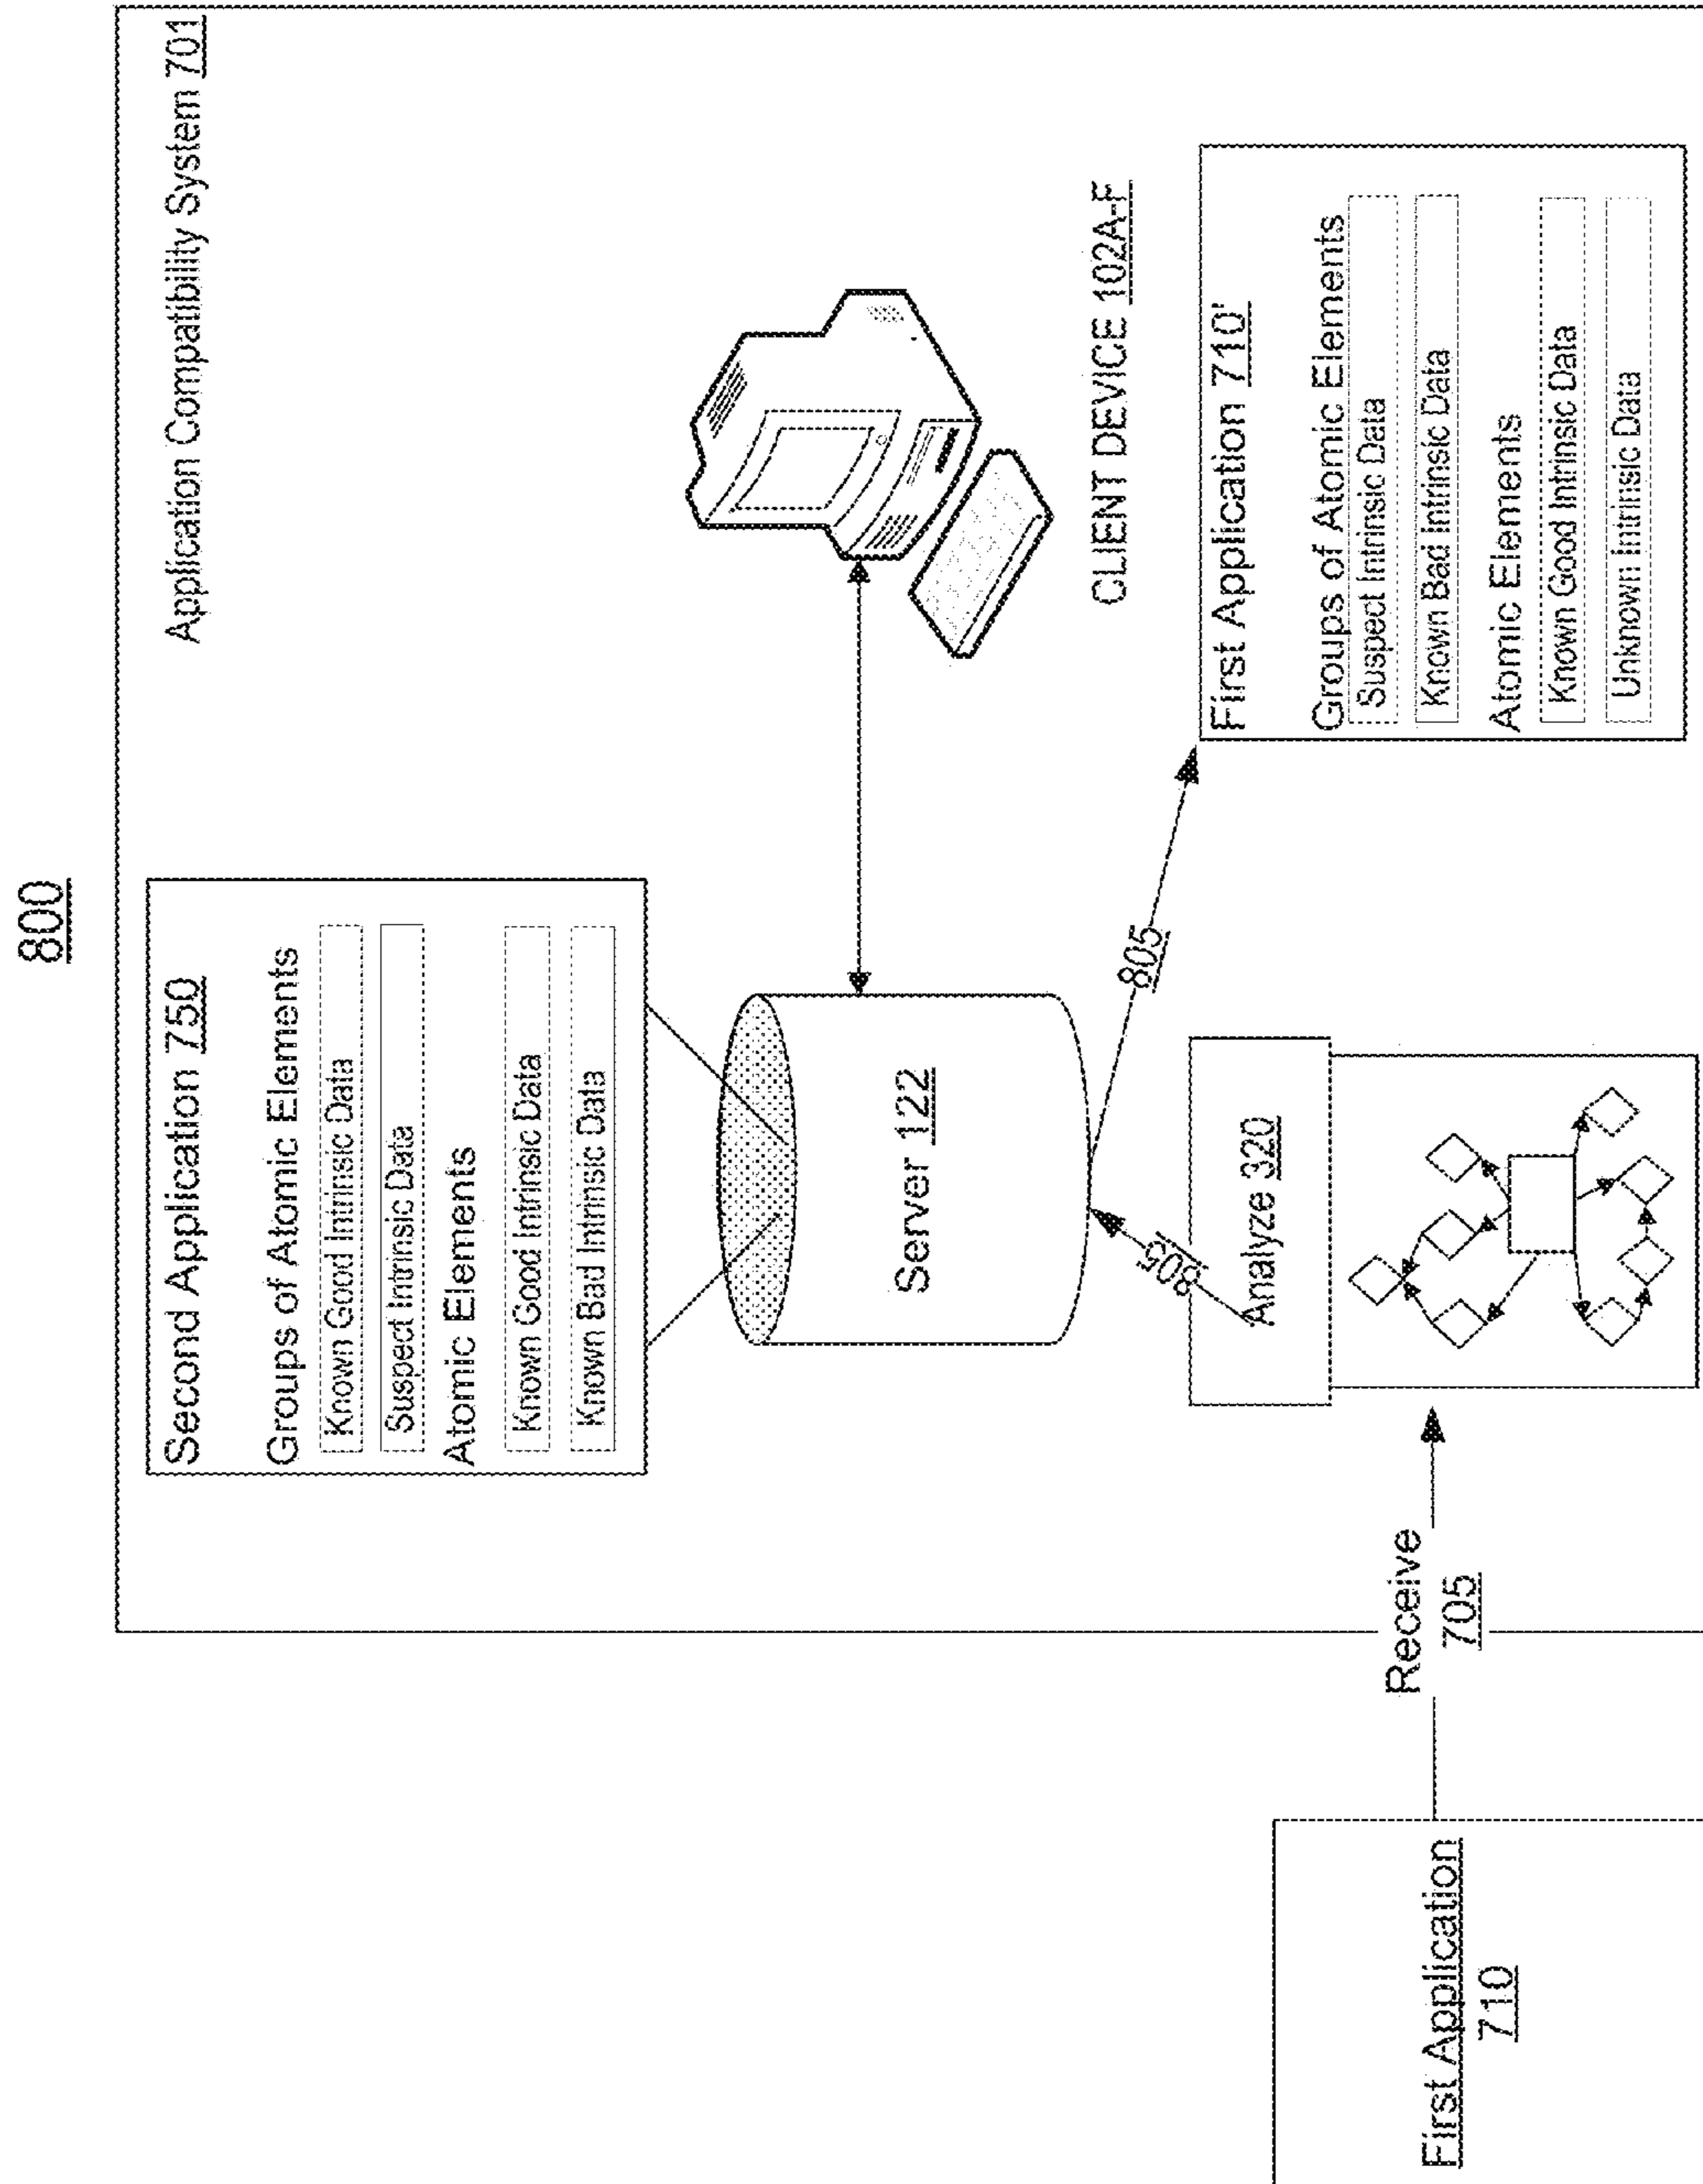 800
Application Compatibility System 701
Second Application 750
Groups of Atomic Elements
Known Good Intrinsic Data
Suspect Intrinsic Data
Atomic Elements
Known Good Intrinsic Data
Known Bad Intrinsic Data
Server 122
CLIENT DEVICE 102A-F
805
805
Analyze 320
First Application 710'
Groups of Atomic Elements
Suspect Intrinsic Data
Known Bad Intrinsic Data
Atomic Elements
Known Good Intrinsic Data
Unknown Intrinsic Data
Receive
705
First Application
710